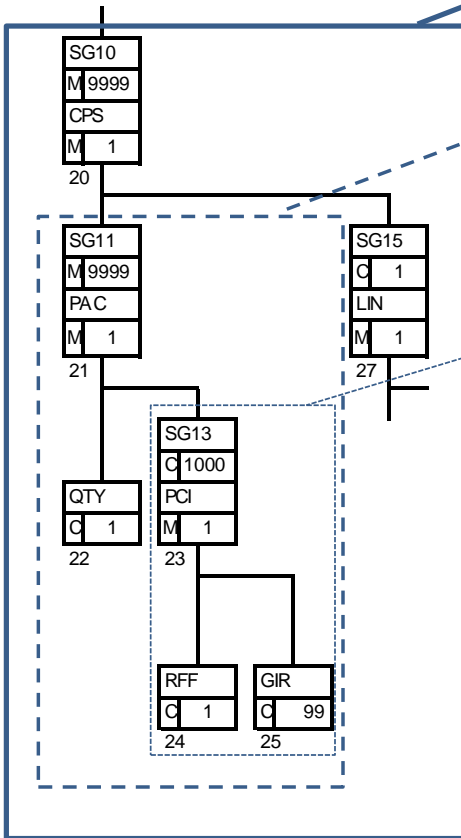 SG10
M 9999
CPS
M 1
20
SG11
M 9999
PAC
M 1
21
SG15
C 1
LIN
M 1
27
SG13
C 1000
PCI
M 1
23
QTY
C 1
22
RFF
C 1
24
GIR
C 99
25